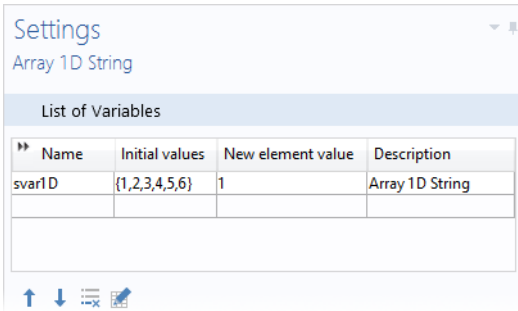 Settings
Array 1D String
List of Variables
Name Initial values New element value Description
svar1D {1,2,3,4,5,6} 1 Array 1D String